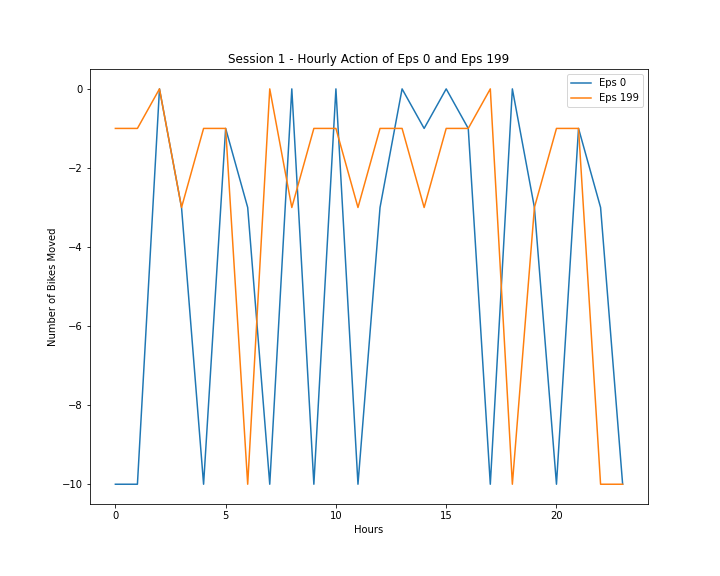 Session 1 - Hourly Action of Eps 0 and Eps 199
Eps 0
Eps 199
Number of Bikes Moved
0
−2
−4
−6
−8
−10
0 5 10 15 20
Hours